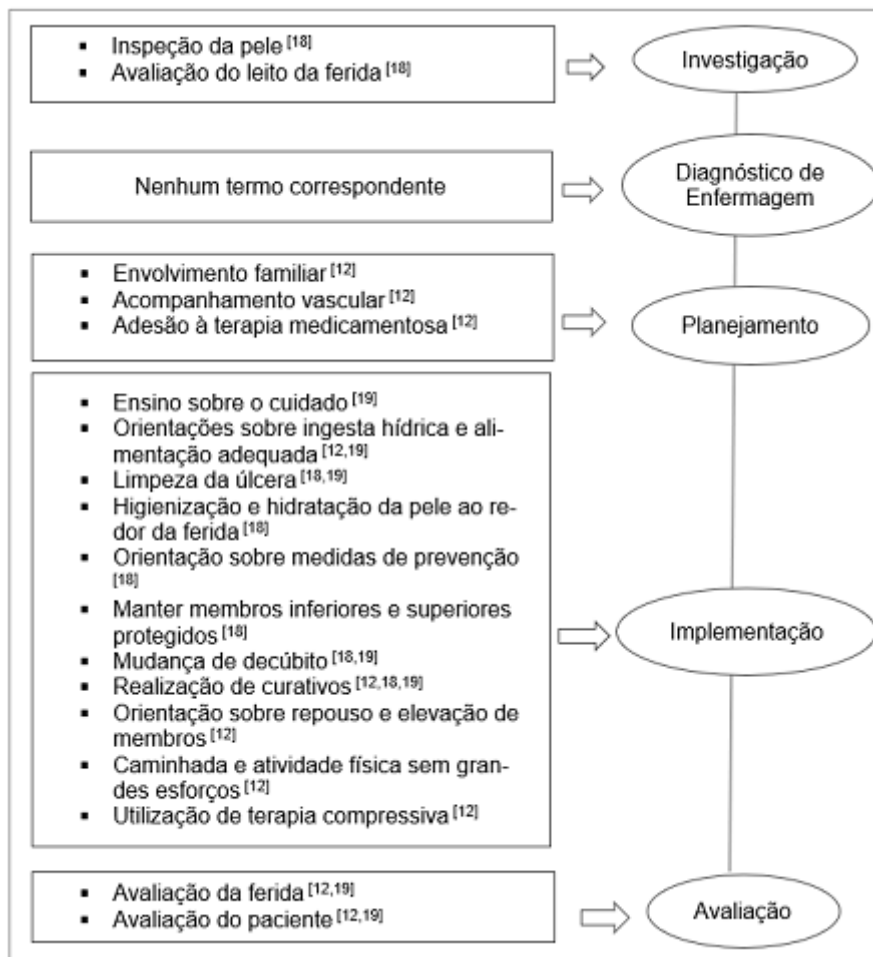 ▪ Inspeção da pele [18]
▪ Avaliação do leito da ferida [18]
Investigação
Nenhum termo correspondente
Diagnóstico de
Enfermagem
▪ Envolvimento familiar [12]
▪ Acompanhamento vascular [12]
▪ Adesão à terapia medicamentosa [12]
Planejamento
▪ Ensino sobre o cuidado [19]
▪ Orientações sobre ingesta hídrica e ali-
mentação adequada [12,19]
▪ Limpeza da úlcera [18,19]
▪ Higienização e hidratação da pele ao re-
dor da ferida [18]
▪ Orientação sobre medidas de prevenção
[18]
▪ Manter membros inferiores e superiores
protegidos [18]
▪ Mudança de decúbito [18,19]
▪ Realização de curativos [12,18,19]
▪ Orientação sobre repouso e elevação de
membros [12]
▪ Caminhada e atividade física sem gran-
des esforços [12]
▪ Utilização de terapia compressiva [12]
Implementação
▪ Avaliação da ferida [12,19]
▪ Avaliação do paciente [12,19]
Avaliação